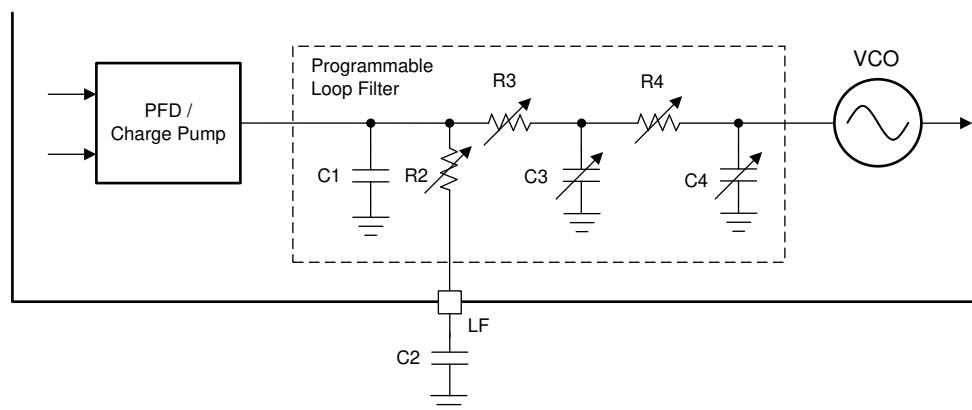 Programmable
Loop Filter
VCO
PFD /
Charge Pump
R3
R4
C1
R2
C3
C4
LF
C2